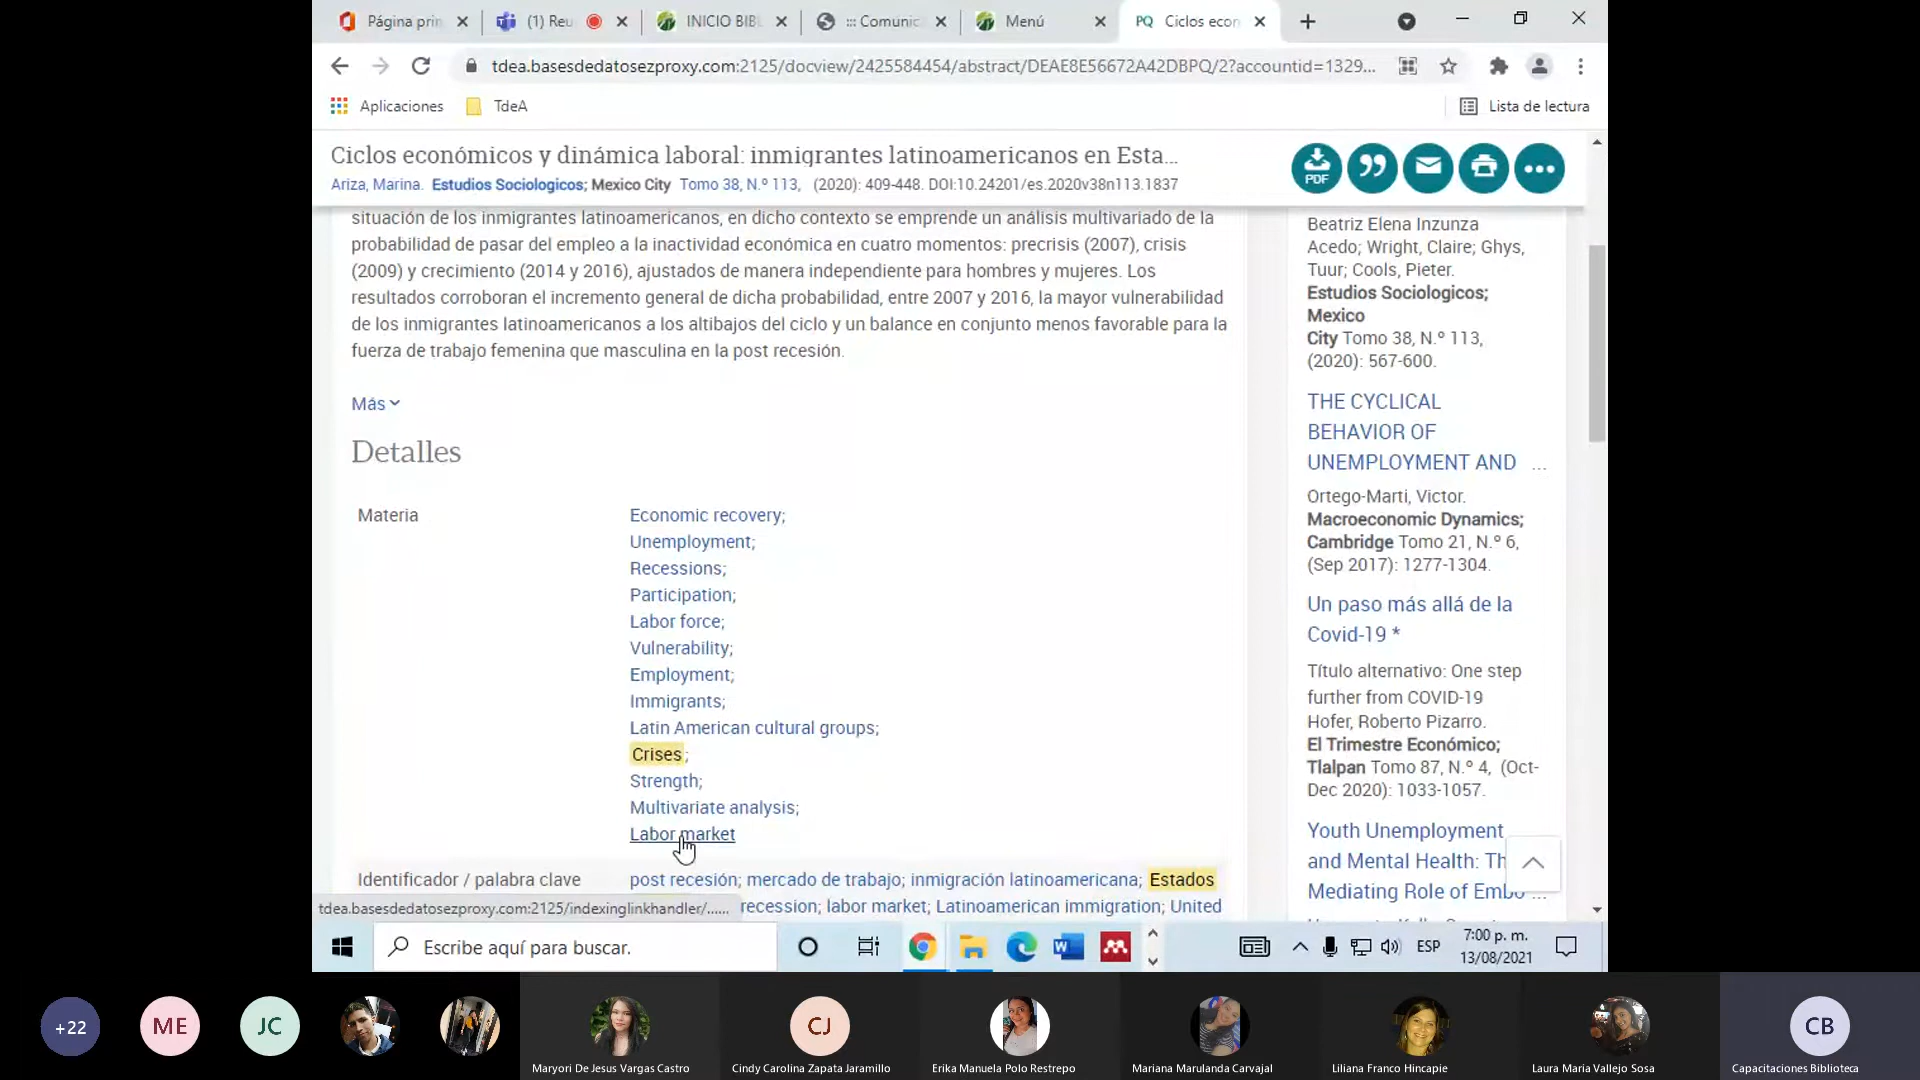 Página prin
(1) Reu
INICIO BIBL
::: Comunic
Menú
PQ Ciclos econ
tdea.basesdedatosezproxy.com:2125/docview/2425584454/abstract/DEAE8E56672A42DBPQ/2?accountid=1329...
Aplicaciones
TdeA
Lista de lectura
Ciclos económicos y dinámica laboral: inmigrantes latinoamericanos en Esta...
Ariza, Marina. Estudios Sociologicos; Mexico City Tomo 38, N.º 113, (2020): 409-448. DOI:10.24201/es.2020v38n113.1837
PDF
situación de los inmigrantes latinoamericanos, en dicho contexto se emprende un análisis multivariado de la
probabilidad de pasar del empleo a la inactividad económica en cuatro momentos: precrisis (2007), crisis
(2009) y crecimiento (2014 y 2016), ajustados de manera independiente para hombres y mujeres. Los
resultados corroboran el incremento general de dicha probabilidad, entre 2007 y 2016, la mayor vulnerabilidad
de los inmigrantes latinoamericanos a los altibajos del ciclo y un balance en conjunto menos favorable para la
fuerza de trabajo femenina que masculina en la post recesión.
Más
Detalles
Materia
Economic recovery;
Unemployment;
Recessions;
Participation;
Labor force;
Vulnerability;
Employment;
Immigrants;
Latin American cultural groups;
Crises;
Strength;
Multivariate analysis;
Labor market
Identificador / palabra clave
post recesión; mercado de trabajo; inmigración latinoamericana; Estados
recession; labor market; Latinoamerican immigration; United
tdea.basesdedatosezproxy.com:2125/indexinglinkhandler/......
Beatriz Elena Inzunza
Acedo; Wright, Claire; Ghys,
Tuur; Cools, Pieter.
Estudios Sociologicos;
Mexico
City Tomo 38, N.º 113,
(2020): 567-600.
THE CYCLICAL
BEHAVIOR OF
UNEMPLOYMENT AND ...
Ortego-Marti, Victor.
Macroeconomic Dynamics;
Cambridge Tomo 21, N.º 6,
(Sep 2017): 1277-1304.
Un paso más allá de la
Covid-19 *
Título alternativo: One step
further from COVID-19
Hofer, Roberto Pizarro.
El Trimestre Económico;
Tlalpan Tomo 87, N.º 4, (Oct-
Dec 2020): 1033-1057.
Youth Unemployment
and Mental Health: Th
Mediating Role of Embo ...
Escribe aquí para buscar.
ESP
7:00 p. m.
13/08/2021
+22
ME
JC
CJ
CB
Maryori De Jesus Vargas Castro
Cindy Carolina Zapata Jaramillo
Erika Manuela Polo Restrepo
Mariana Marulanda Carvajal
Liliana Franco Hincapie
Laura Maria Vallejo Sosa
Capacitaciones Biblioteca